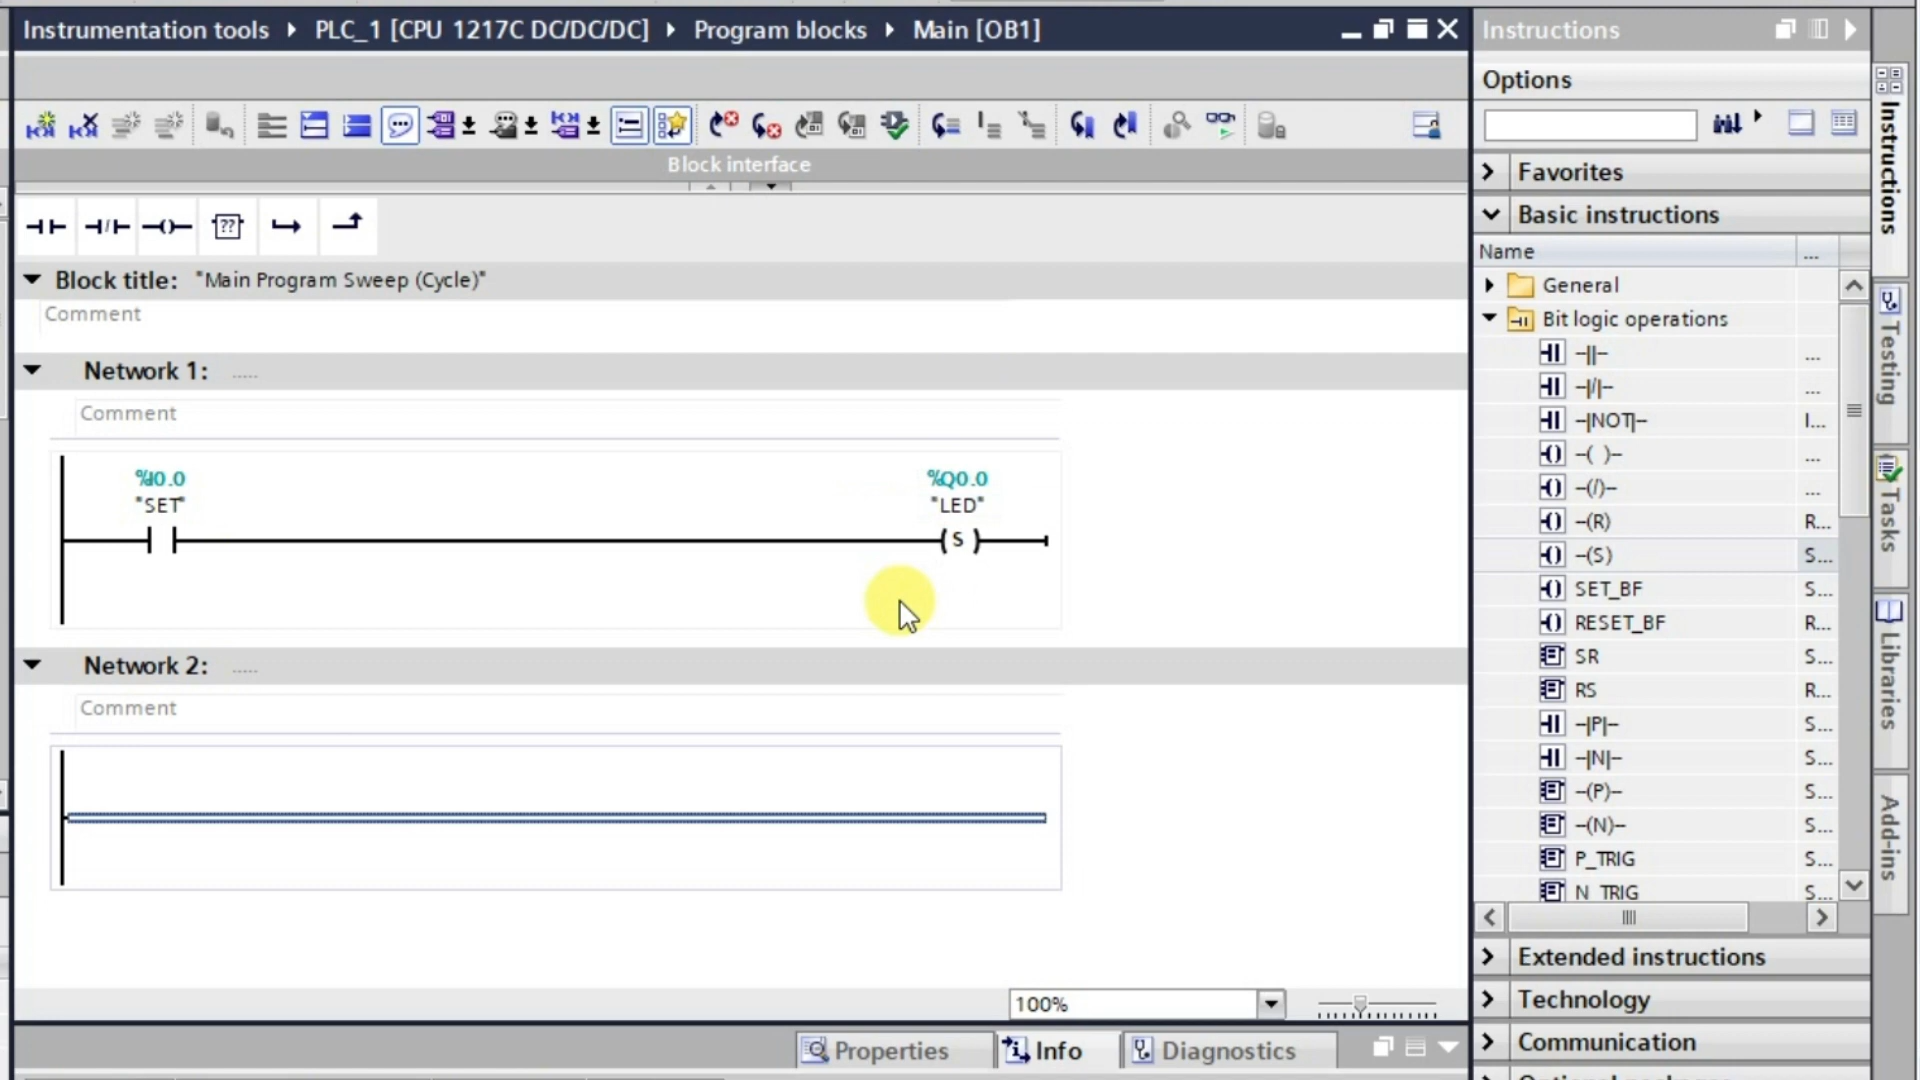 Instrumentation tools ▸ PLC_1 [CPU 1217C DC/DC/DC] ▸ Program blocks ▸ Main [OB1]
Block interface
??
Block title: "Main Program Sweep (Cycle)"
Comment
Network 1: .....
Comment
%I0.0
"SET"
%Q0.0
"LED"
S
Network 2: .....
Comment
100%
Properties
Info
Diagnostics
Instructions
Options
Favorites
Basic instructions
Name ...
General
Bit logic operations
-||- ...
-|/|- ...
-|NOT|- I...
-( )- ...
-(/)- ...
-(R) R...
-(S) S...
SET_BF S...
RESET_BF R...
SR S...
RS R...
-|P|- S...
-|N|- S...
-(P)- S...
-(N)- S...
P_TRIG S...
N_TRIG S...
Extended instructions
Technology
Communication
Instructions
Testing
Tasks
Libraries
Add-ins